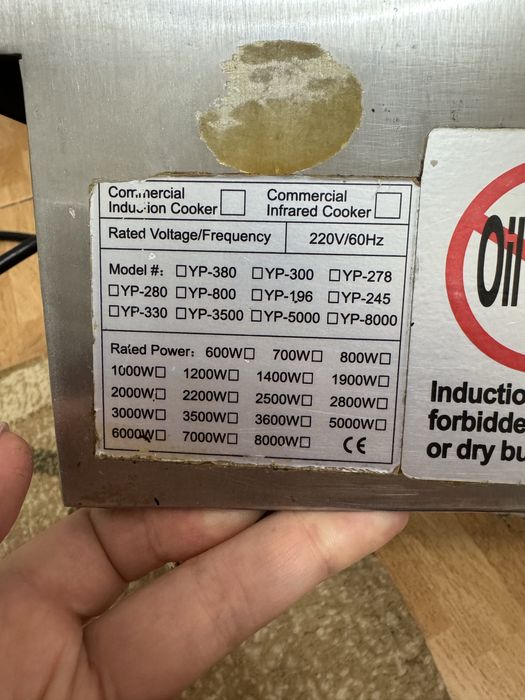 Commercial
Induction Cooker □
Commercial
Infrared Cooker □
Rated Voltage/Frequency 220V/60Hz
Model #: □YP-380 □YP-300 □YP-278
□YP-280 □YP-800 □YP-196 □YP-245
□YP-330 □YP-3500 □YP-5000 □YP-8000
Rated Power: 600W□ 700W□ 800W□
1000W□ 1200W□ 1400W□ 1900W□
2000W□ 2200W□ 2500W□ 2800W□
3000W□ 3500W□ 3600W□ 5000W□
6000W□ 7000W□ 8000W□ CE
Oil
Inductio
forbidde
or dry bu